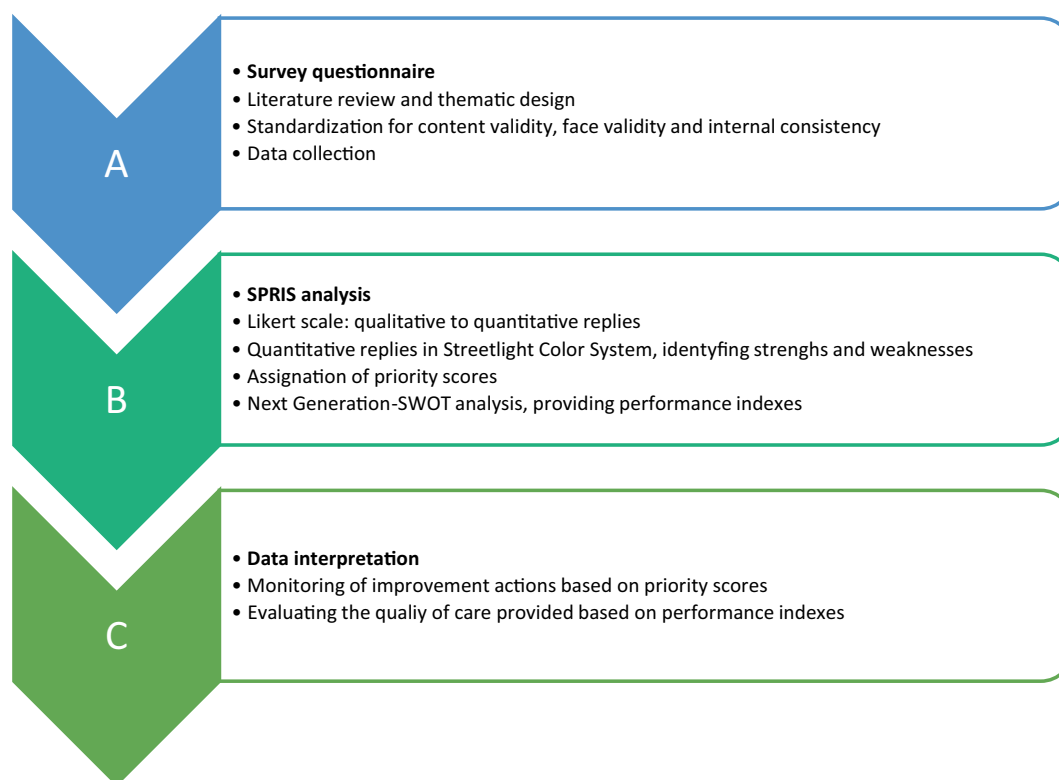 A
• Survey questionnaire
• Literature review and thematic design
• Standardization for content validity, face validity and internal consistency
• Data collection
B
• SPRIS analysis
• Likert scale: qualitative to quantitative replies
• Quantitative replies in Streetlight Color System, identyfing strenghs and weaknesses
• Assignation of priority scores
• Next Generation-SWOT analysis, providing performance indexes
C
• Data interpretation
• Monitoring of improvement actions based on priority scores
• Evaluating the qualiy of care provided based on performance indexes